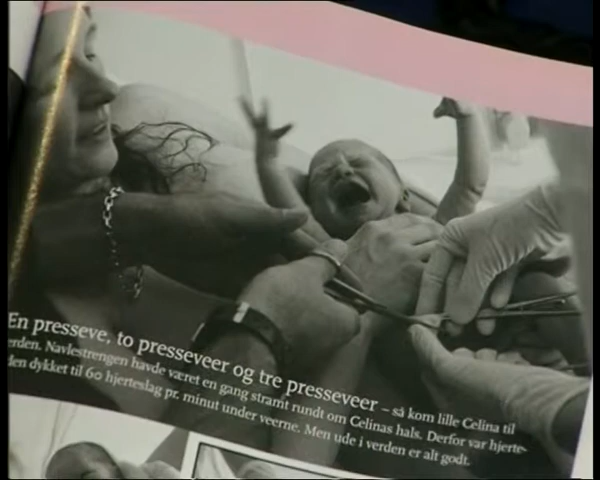 En presseve, to presseveer og tre presseveer – så kom lille Celina til
erden. Navlestrengen havde været en gang stramt rundt om Celinas hals. Derfor var hjerte-
den dykket til 60 hjerteslag pr. minut under veerne. Men ude i verden er alt godt.